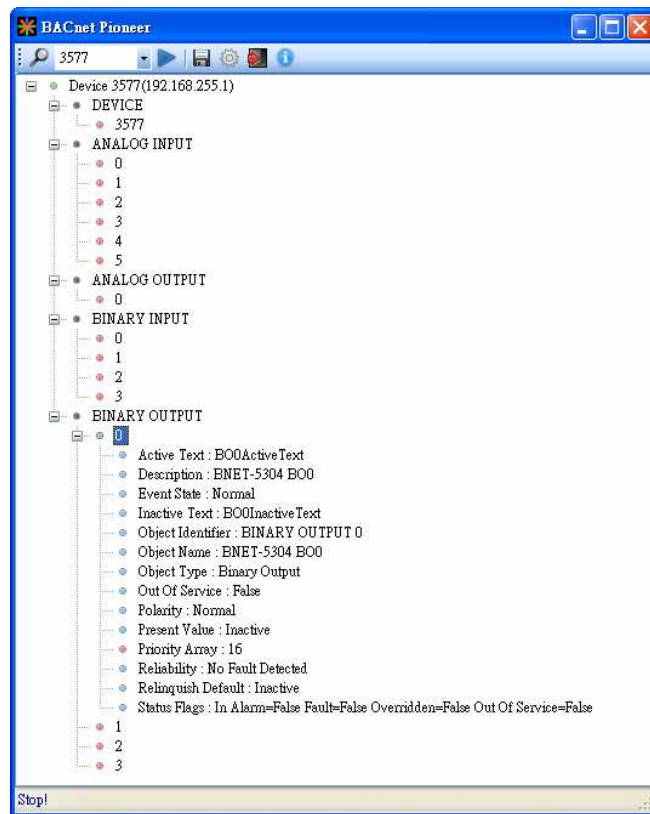 BACnet Pioneer
3577
Device 3577(192.168.255.1)
DEVICE
3577
ANALOG INPUT
0
1
2
3
4
5
ANALOG OUTPUT
0
BINARY INPUT
0
1
2
3
BINARY OUTPUT
0
Active Text : BO0ActiveText
Description : BNET-5304 BO0
Event State : Normal
Inactive Text : BO0InactiveText
Object Identifier : BINARY OUTPUT 0
Object Name : BNET-5304 BO0
Object Type : Binary Output
Out Of Service : False
Polarity : Normal
Present Value : Inactive
Priority Array : 16
Reliability : No Fault Detected
Relinquish Default : Inactive
Status Flags : In Alarm=False Fault=False Overridden=False Out Of Service=False
1
2
3
Stop!